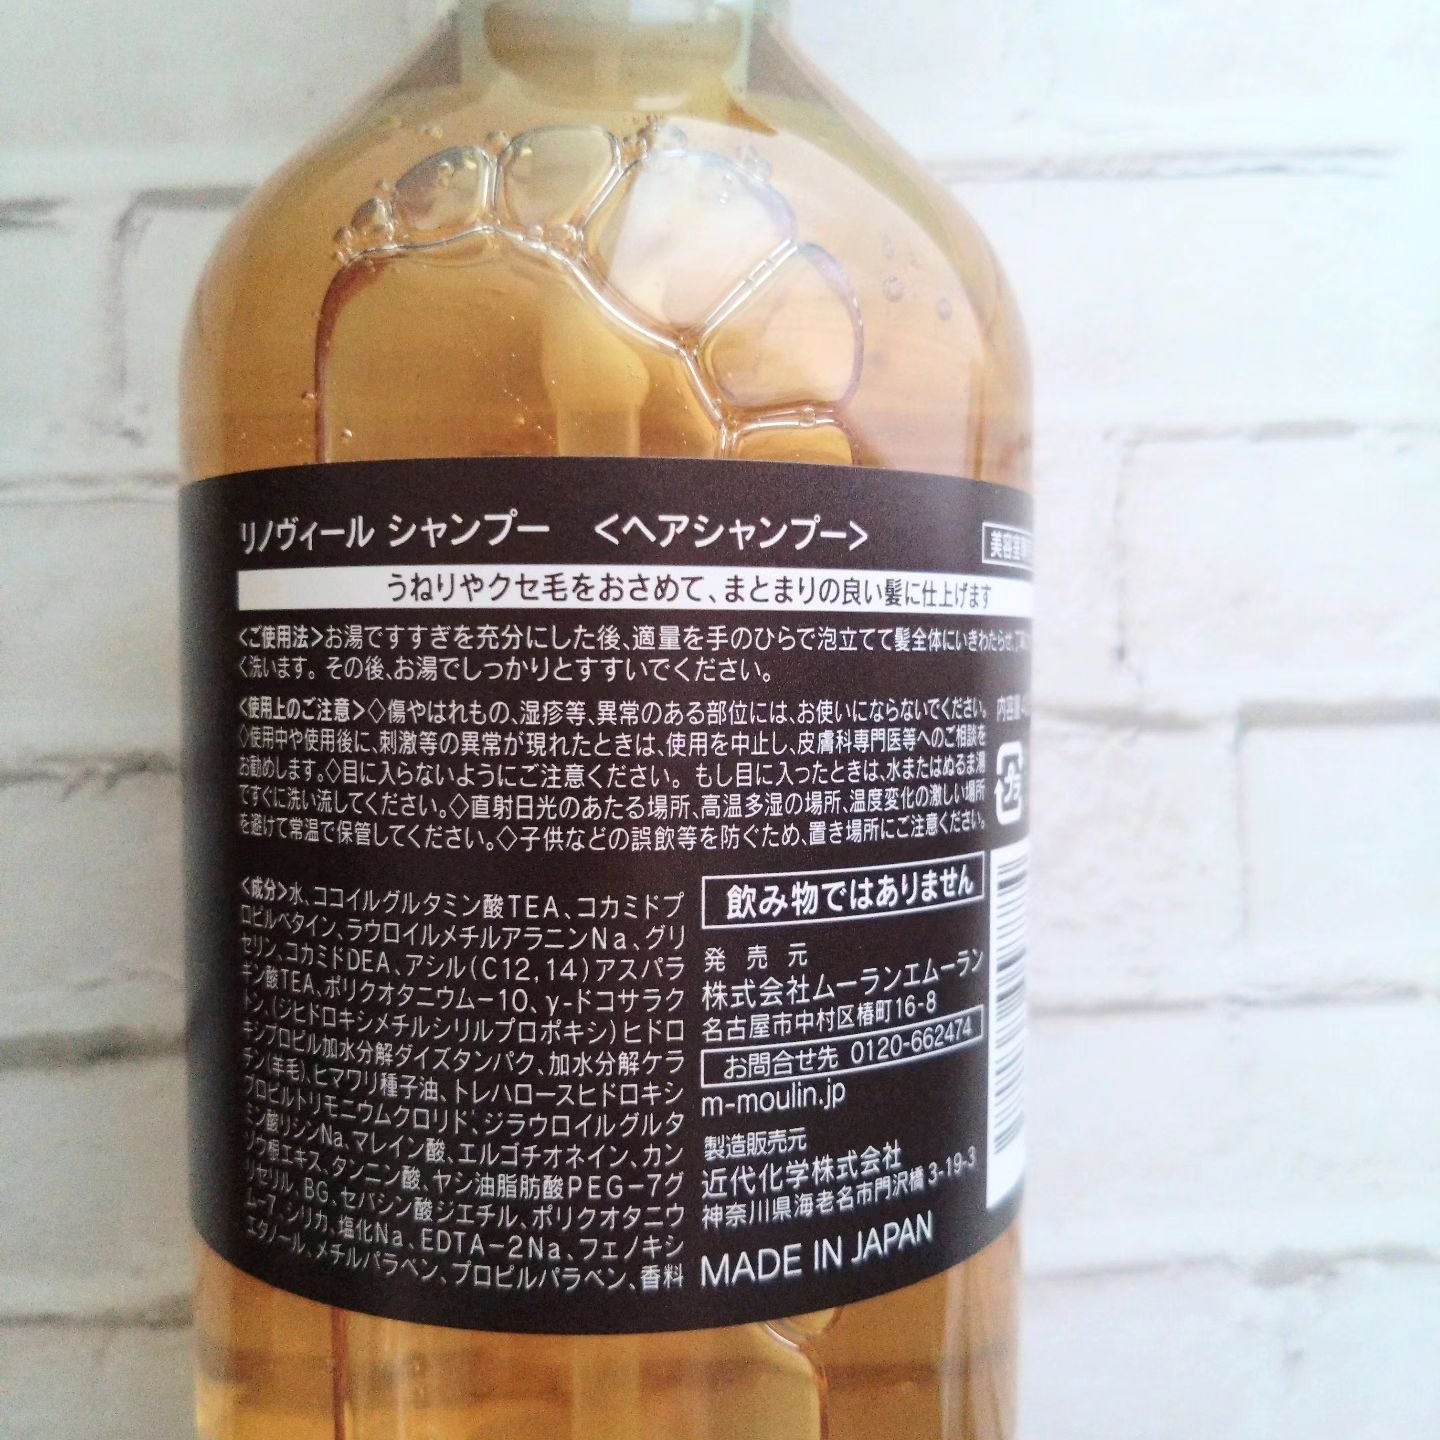 リノヴィール シャンプー　<ヘアシャンプー>
美容室
うねりやクセ毛をおさめて、まとまりの良い髪に仕上げます
<ご使用法>お湯ですすぎを充分にした後、適量を手のひらで泡立てて髪全体にいきわたらせ、
く洗います。その後、お湯でしっかりとすすいでください。
<使用上のご注意>◇傷やはれもの、湿疹等、異常のある部位には、お使いにならないでください。
◇使用中や使用後に、刺激等の異常が現れたときは、使用を中止し、皮膚科専門医等へのご相談を
お勧めします。◇目に入らないようにご注意ください。もし目に入ったときは、水またはぬるま湯
ですぐに洗い流してください。◇直射日光のあたる場所、高温多湿の場所、温度変化の激しい場所
を避けて常温で保管してください。◇子供などの誤飲等を防ぐため、置き場所にご注意ください。
内容量
プラ
<成分>水、ココイルグルタミン酸TEA、コカミドプ
ロピルベタイン、ラウロイルメチルアラニンNa、グリ
セリン、コカミドDEA、アシル(C12,14)アスパラ
ギン酸TEA、ポリクオタニウム−10、γ-ドコサラク
トン、(ジヒドロキシメチルシリルプロポキシ)ヒドロ
キシプロピル加水分解ダイズタンパク、加水分解ケラ
チン(羊毛)、ヒマワリ種子油、トレハロースヒドロキシ
プロピルトリモニウムクロリド、ジラウロイルグルタ
ミン酸リシンNa、マレイン酸、エルゴチオネイン、カン
ゾウ根エキス、タンニン酸、ヤシ油脂肪酸PEG−7グ
リセリル、BG、セバシン酸ジエチル、ポリクオタニウ
ム−7、シリカ、塩化Na、EDTA−2Na、フェノキシ
エタノール、メチルパラベン、プロピルパラベン、香料
飲み物ではありません
発 売 元
株式会社ムーランエムーラン
名古屋市中村区椿町16-8
お問合せ先 0120-662474
m-moulin.jp
製造販売元
近代化学株式会社
神奈川県海老名市門沢橋3-19-3
MADE IN JAPAN